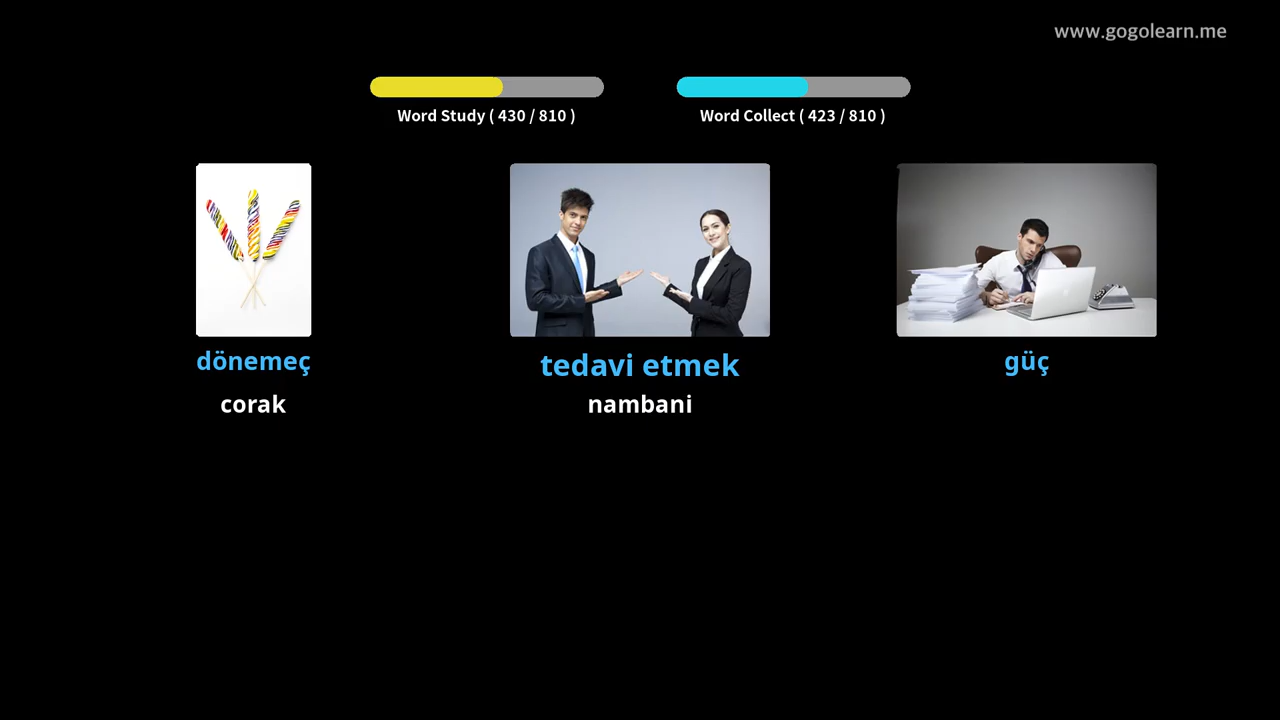 www.gogolearn.me
Word Study ( 430 / 810 )
Word Collect ( 423 / 810 )
dönemeç
corak
tedavi etmek
nambani
güç